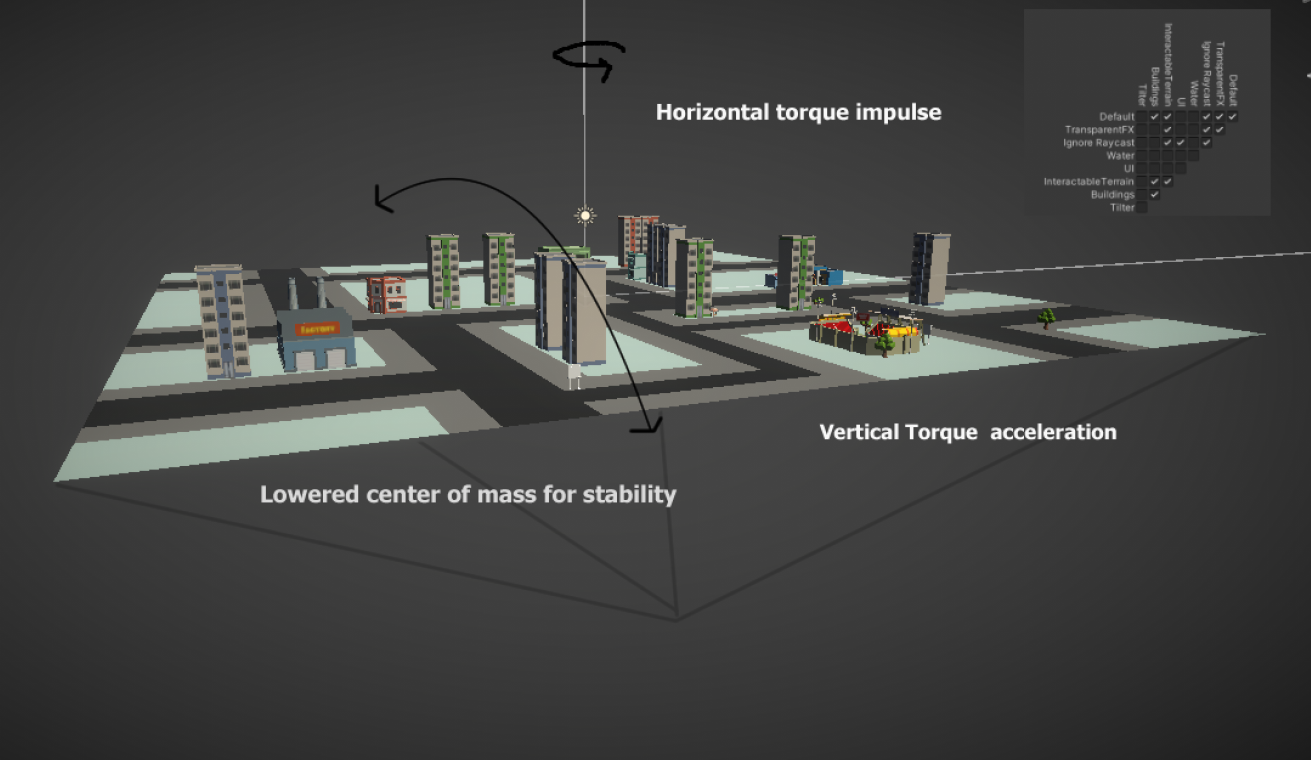 Horizontal torque impulse
Vertical Torque  acceleration
Lowered center of mass for stability
FACTORY
Tilter
Buildings
InteractableTerrain
UI
Water
Ignore Raycast
TransparentFX
Default
Default
TransparentFX
Ignore Raycast
Water
UI
InteractableTerrain
Buildings
Tilter